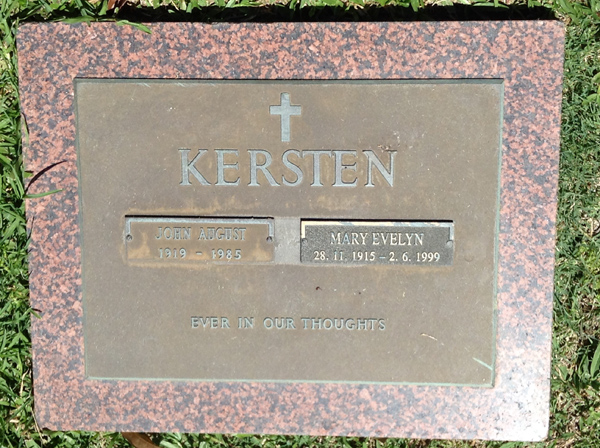 KERSTEN
JOHN AUGUST
1919 - 1985
MARY EVELYN
28. 11. 1915 - 2. 6. 1999
EVER IN OUR THOUGHTS